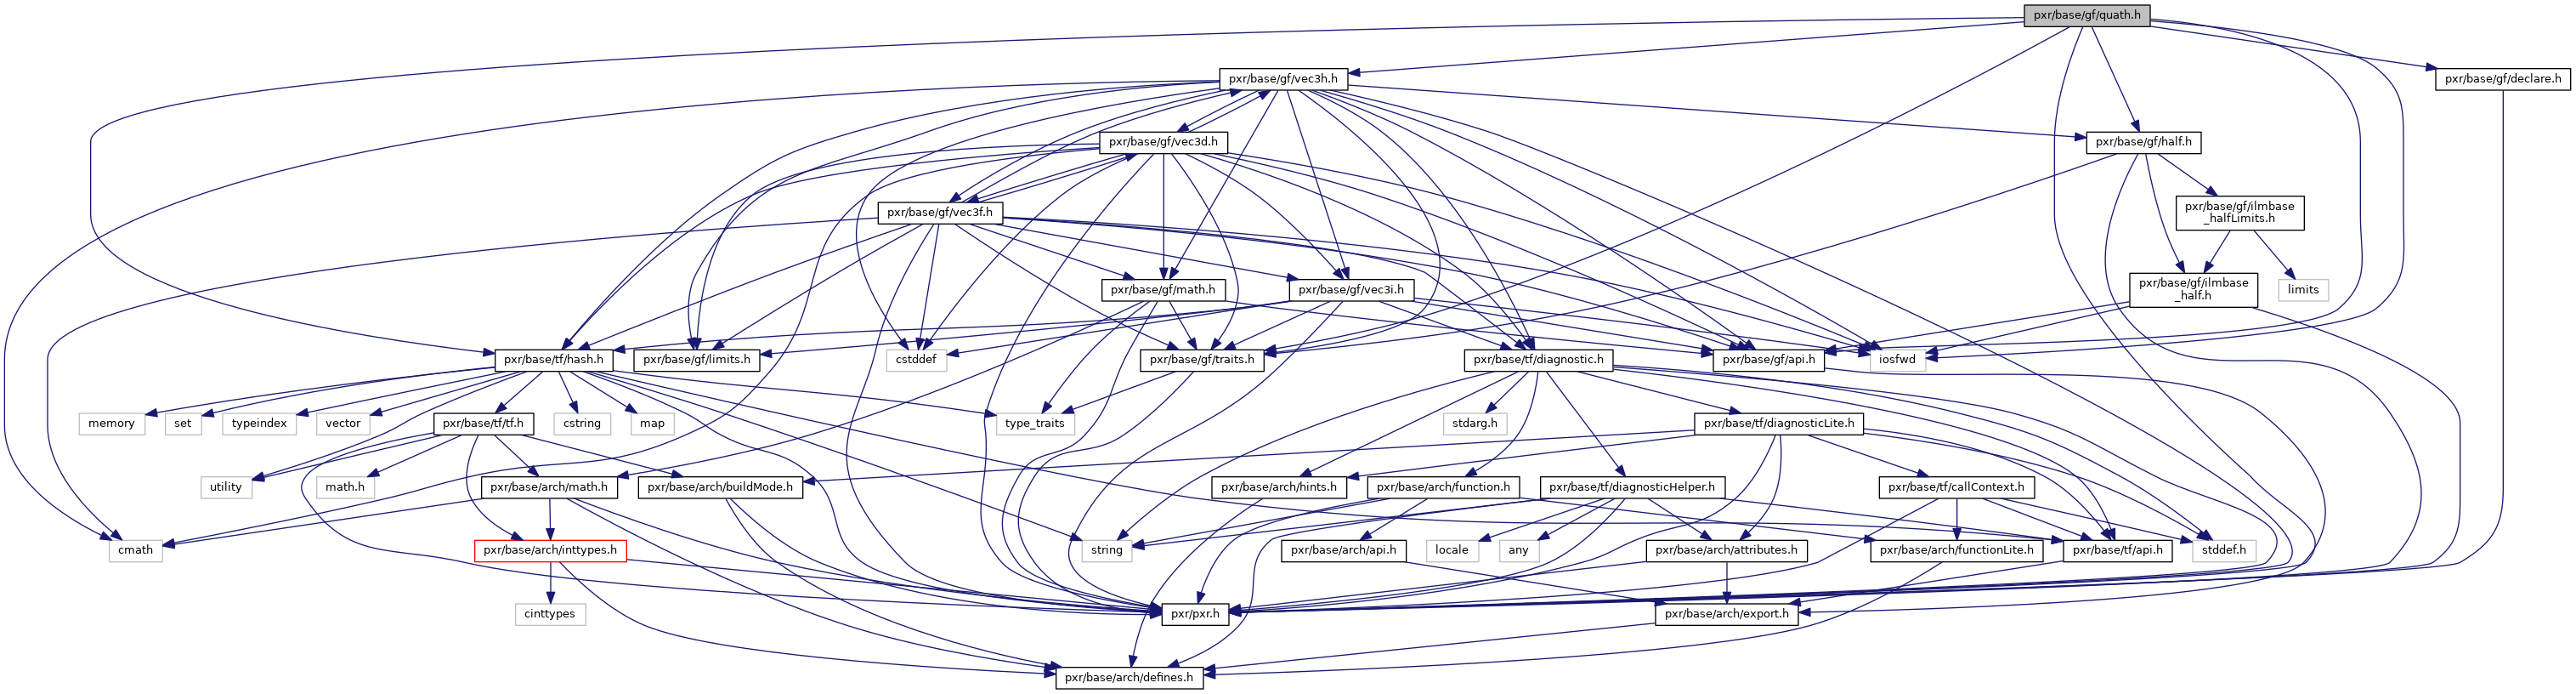 pxr/base/gf/quath.h
pxr/base/gf/vec3h.h
pxr/base/gf/declare.h
pxr/base/gf/vec3d.h
pxr/base/gf/half.h
pxr/base/gf/vec3f.h
pxr/base/gf/ilmbase
_halfLimits.h
pxr/base/gf/math.h
pxr/base/gf/vec3i.h
pxr/base/gf/ilmbase
_half.h
limits
pxr/base/tf/hash.h
pxr/base/gf/limits.h
cstddef
pxr/base/gf/traits.h
pxr/base/tf/diagnostic.h
pxr/base/gf/api.h
iosfwd
memory
set
typeindex
vector
pxr/base/tf/tf.h
cstring
map
type_traits
stdarg.h
pxr/base/tf/diagnosticLite.h
utility
math.h
pxr/base/arch/math.h
pxr/base/arch/buildMode.h
pxr/base/arch/hints.h
pxr/base/arch/function.h
pxr/base/tf/diagnosticHelper.h
pxr/base/tf/callContext.h
cmath
pxr/base/arch/inttypes.h
string
pxr/base/arch/api.h
locale
any
pxr/base/arch/attributes.h
pxr/base/arch/functionLite.h
pxr/base/tf/api.h
stddef.h
cinttypes
pxr/pxr.h
pxr/base/arch/export.h
pxr/base/arch/defines.h